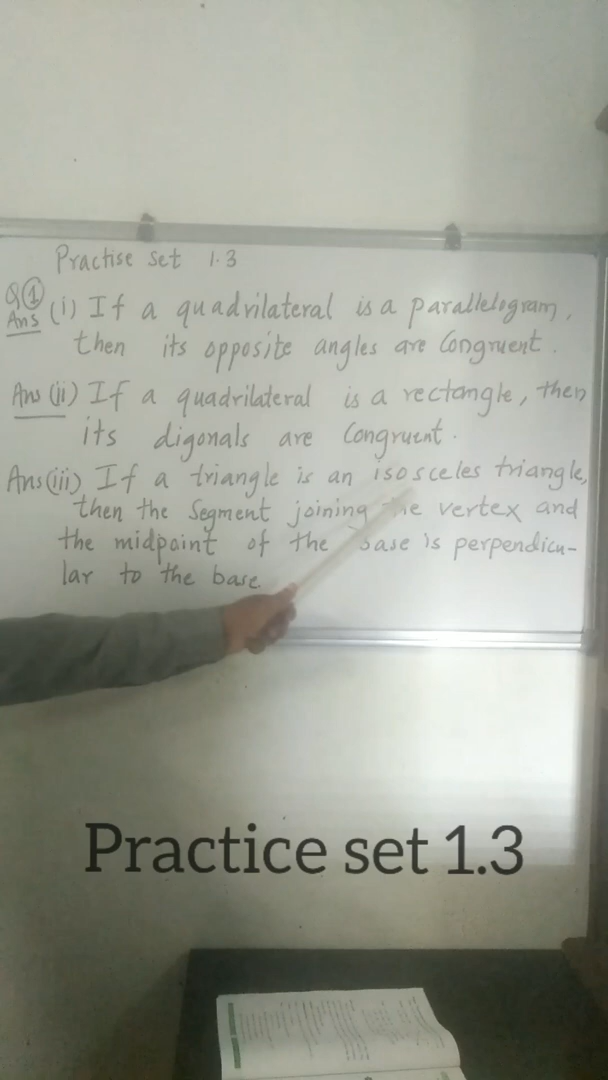 Practise set 1.3
Q①
Ans (i) If a quadrilateral is a parallelogram,
then its opposite angles are Congruent.
Ans (ii) If a quadrilateral is a rectangle, then
its digonals are Congruent.
Ans (iii) If a triangle is an isosceles triangle,
then the Segment joining vertex and
the midpoint of the is perpendicu-
lar to the base.
Practice set 1.3